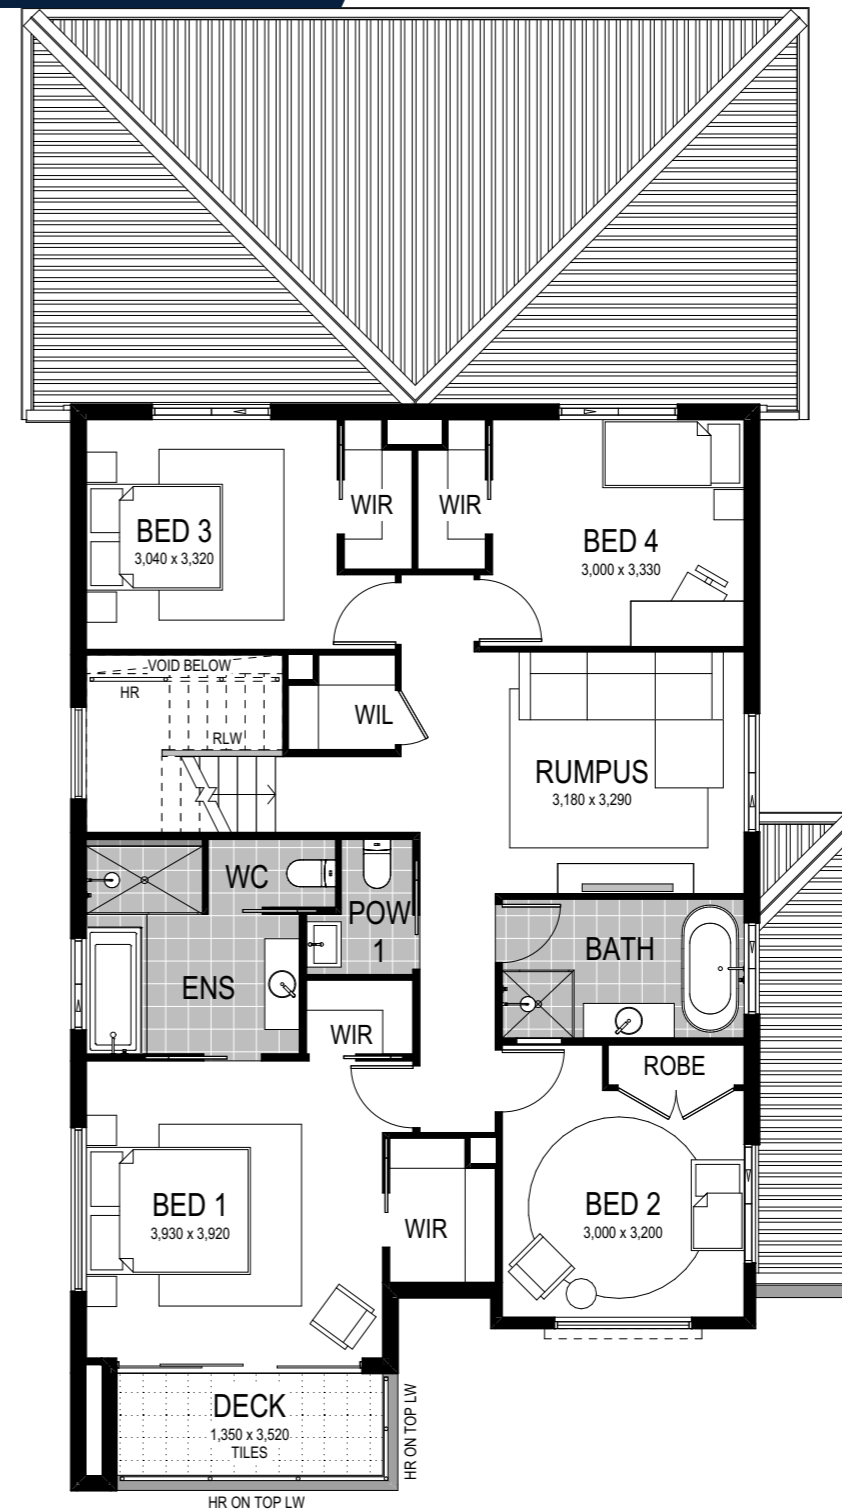 WIR
WIR
BED 3
3,040 x 3,320
BED 4
3,000 x 3,330
VOID BELOW
HR
WIL
RLW
RUMPUS
3,180 x 3,290
WC
POW
1
BATH
ENS
WIR
ROBE
BED 1
3,930 x 3,920
WIR
BED 2
3,000 x 3,200
DECK
1,350 x 3,520
TILES
HR ON TOP LW
HR ON TOP LW